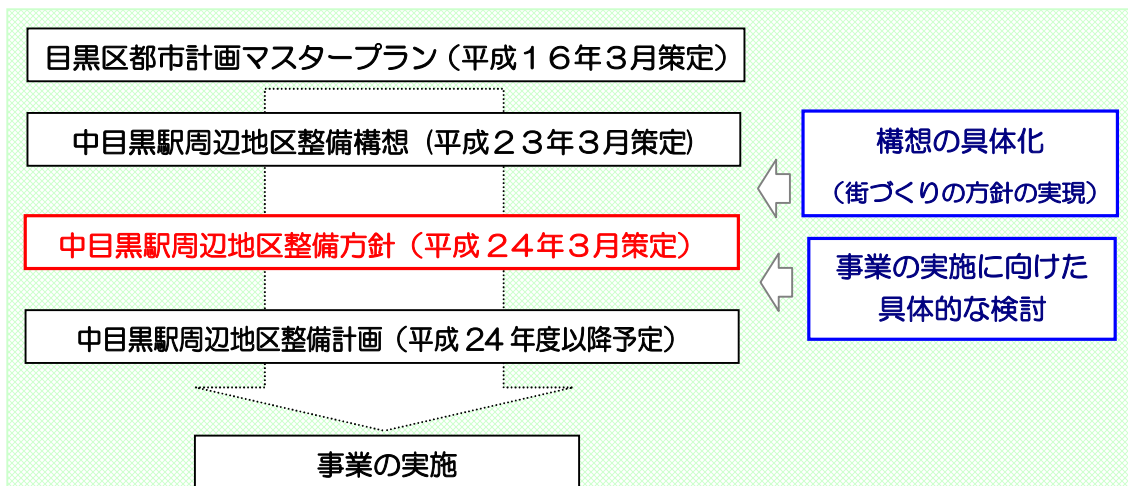 目黒区都市計画マスタープラン（平成１６年３月策定）
中目黒駅周辺地区整備構想（平成２３年３月策定）
構想の具体化
（街づくりの方針の実現）
中目黒駅周辺地区整備方針（平成２４年３月策定）
事業の実施に向けた
具体的な検討
中目黒駅周辺地区整備計画（平成 24 年度以降予定）
事業の実施